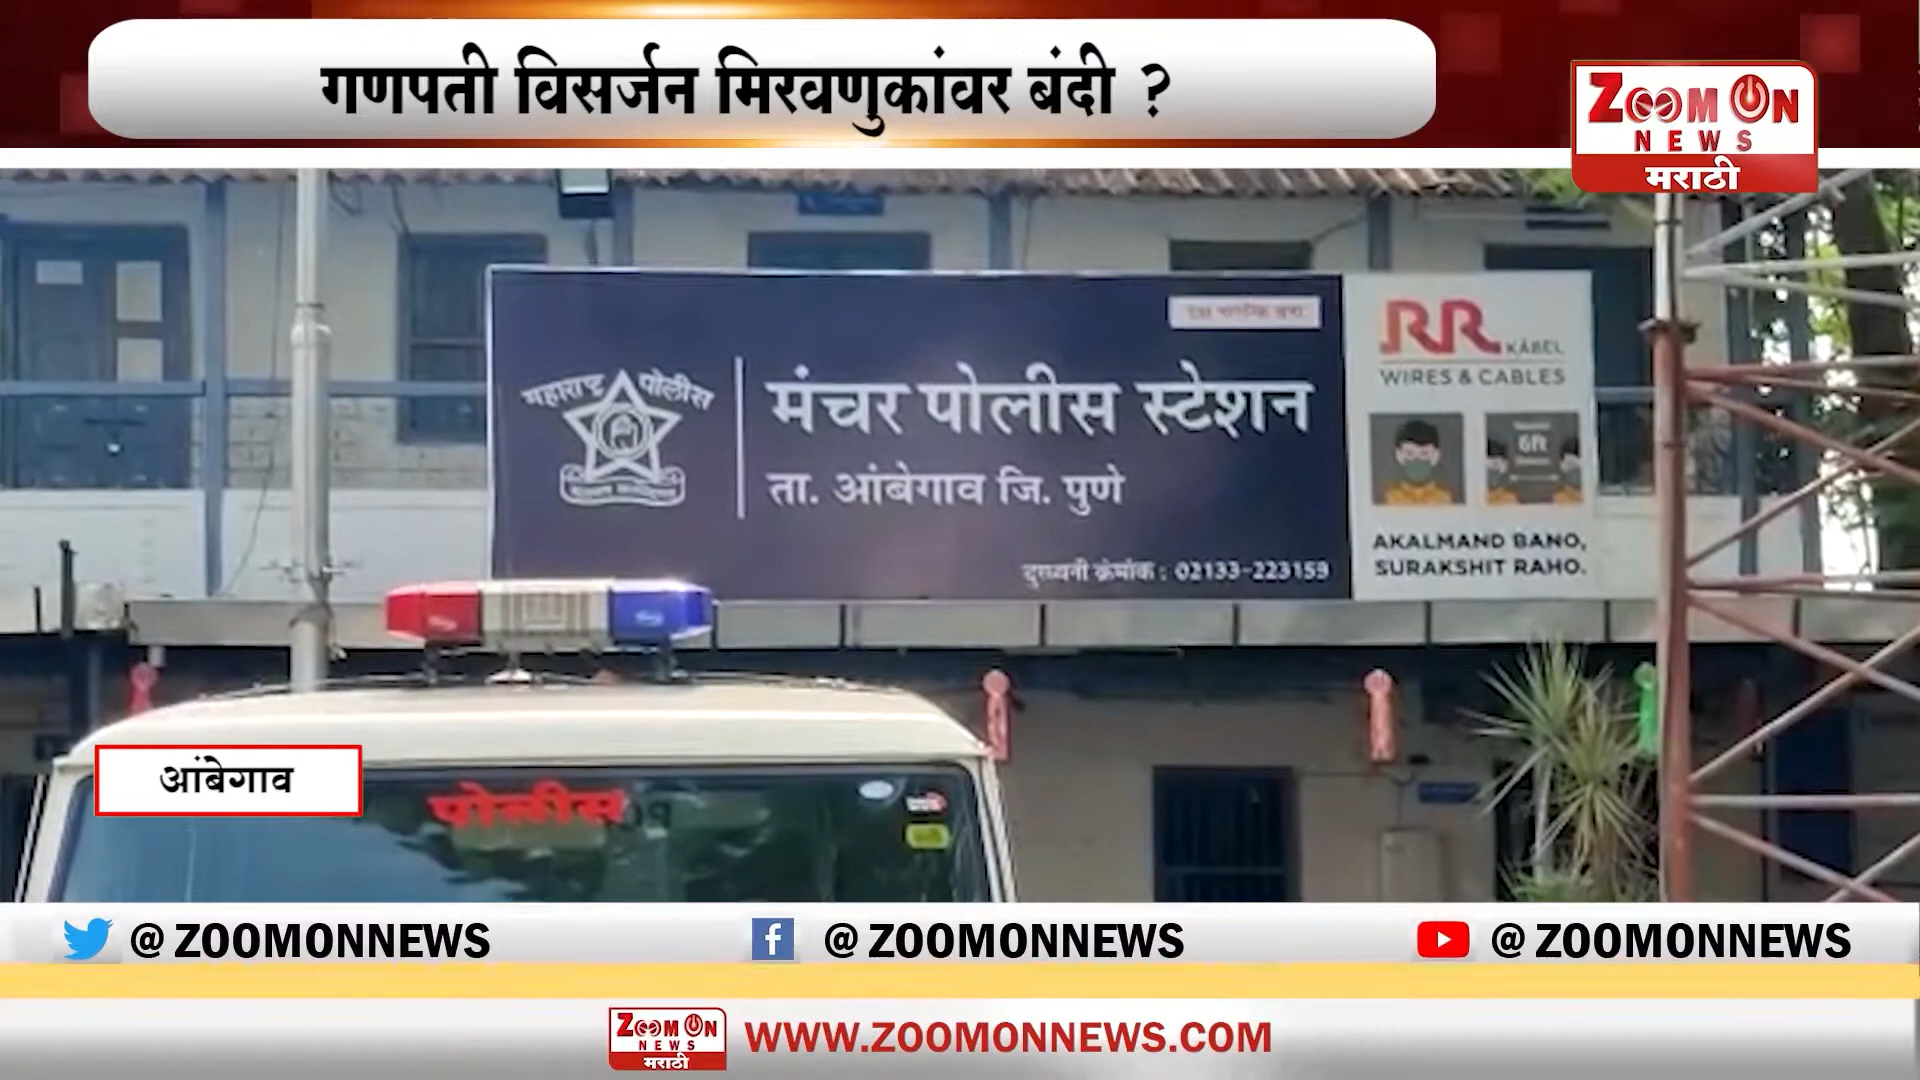 गणपती विसर्जन मिरवणुकांवर बंदी ?
ZOOM ON
NEWS
मराठी
महाराष्ट्र पोलीस
मंचर पोलीस स्टेशन
ता. आंबेगाव जि. पुणे
दुरध्वनी क्रमांक : 02133-223159
RR
KABEL
WIRES & CABLES
6ft
AKALMAND BANO,
SURAKSHIT RAHO.
आंबेगाव
पोलीस
@ZOOMONNEWS
@ZOOMONNEWS
@ZOOMONNEWS
ZOOM ON
NEWS
मराठी
WWW.ZOOMONNEWS.COM